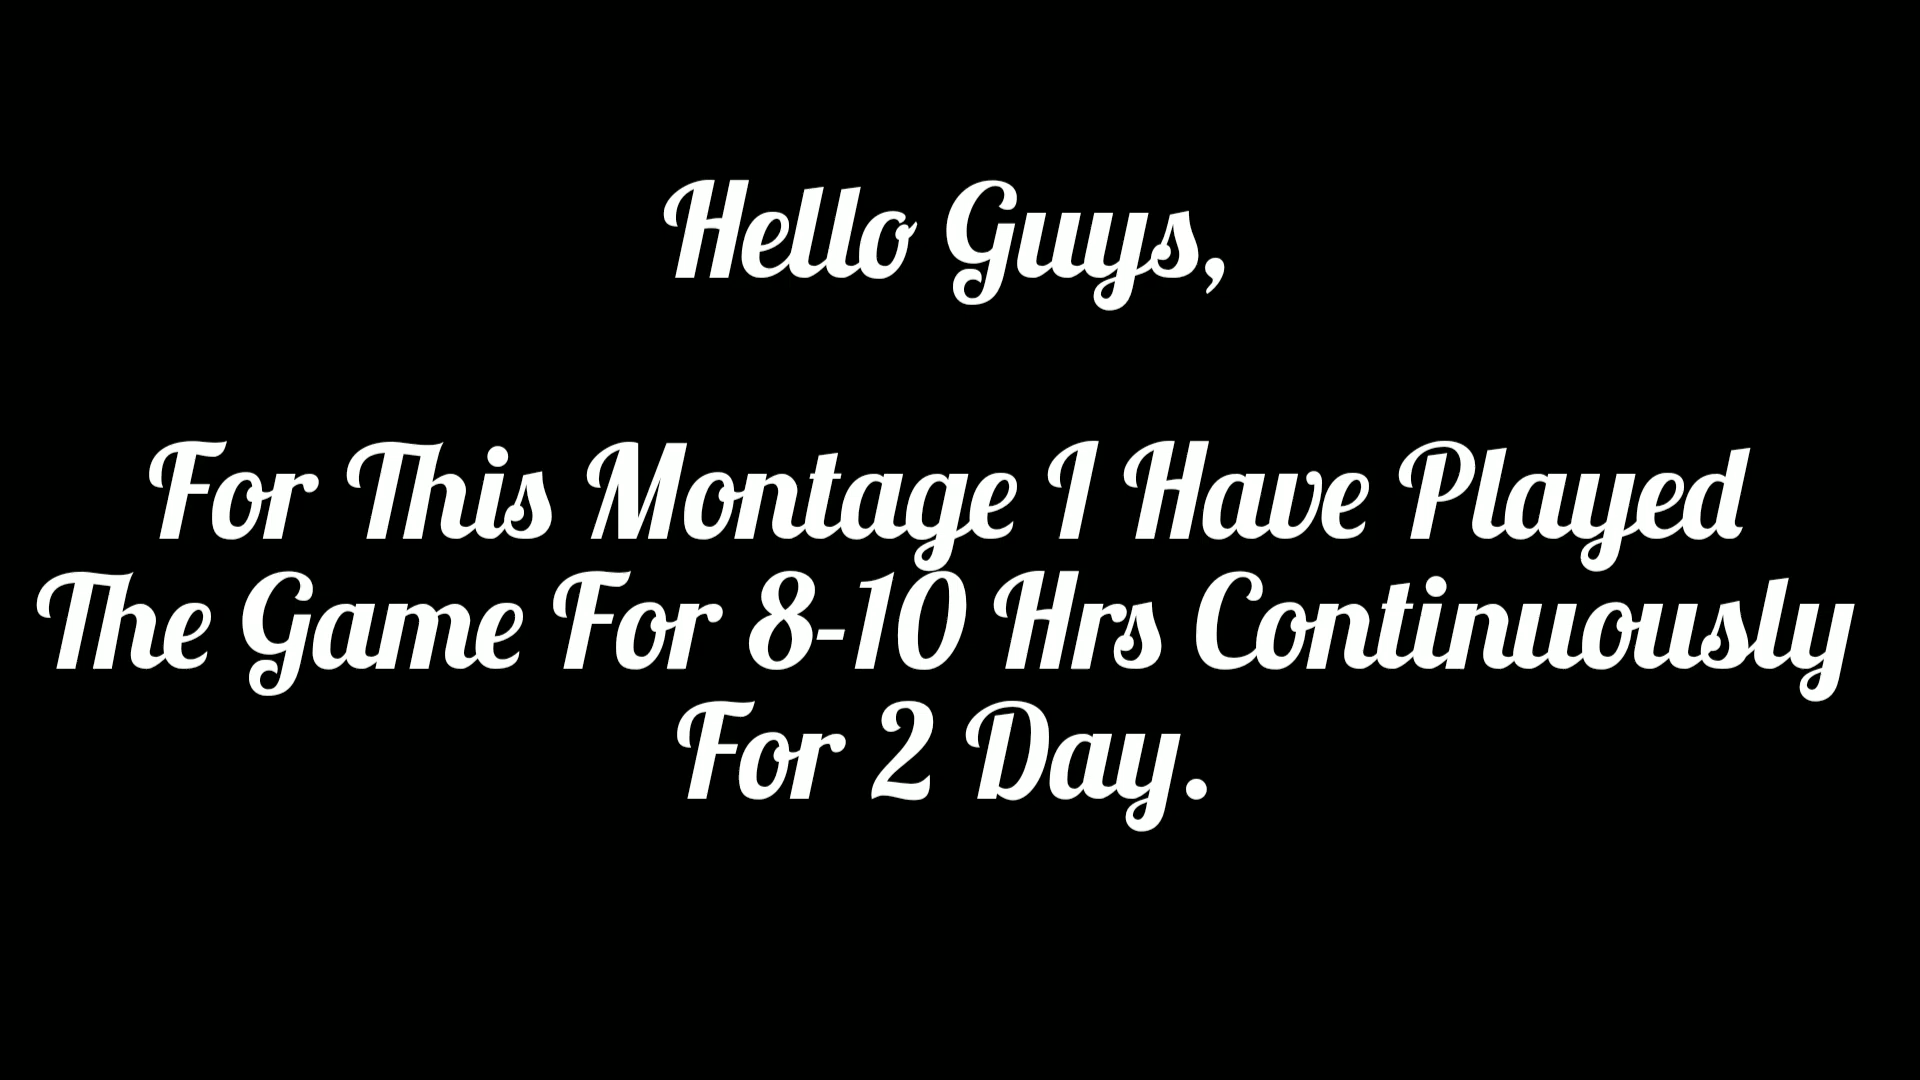 Hello Guys,
For This Montage I Have Played
The Game For 8-10 Hrs Continuously
For 2 Day.